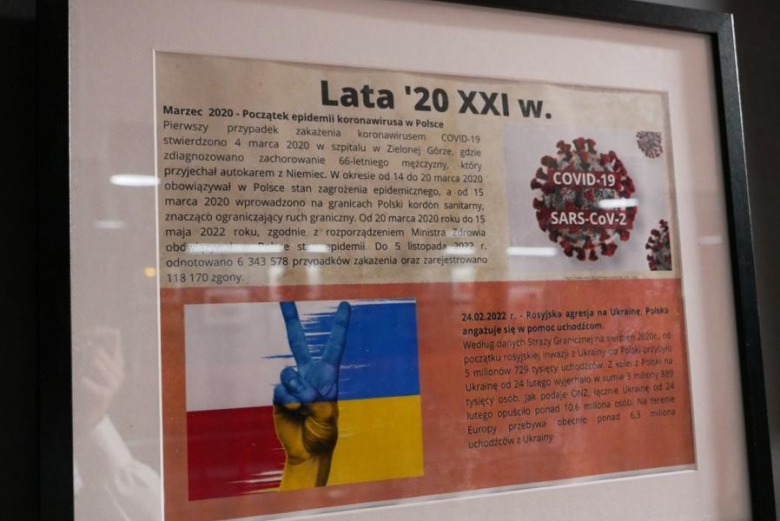 Lata '20 XXI w.
Marzec 2020 - Początek epidemii koronawirusa w Polsce
Pierwszy przypadek zakażenia koronawirusem COVID-19
stwierdzono 4 marca 2020 w szpitalu w Zielonej Górze, gdzie
zdiagnozowano zachorowanie 66-letniego mężczyzny, który
przyjechał autokarem z Niemiec. W okresie od 14 do 20 marca 2020
obowiązywał w Polsce stan zagrożenia epidemicznego, a od 15
marca 2020 wprowadzono na granicach Polski kordon sanitarny,
znacząco ograniczający ruch graniczny. Od 20 marca 2020 roku do 15
maja 2022 roku, zgodnie z rozporządzeniem Ministra Zdrowia
obowiązywał w Polsce stan epidemii. Do 5 listopada 2022 r.
odnotowano 6 343 578 przypadków zakażenia oraz zarejestrowano
118 170 zgony.
COVID-19
SARS-CoV-2
24.02.2022 r. - Rosyjska agresja na Ukrainę. Polska
angażuje się w pomoc uchodźcom.
Według danych Straży Granicznej na sierpień 2020r., od
początku rosyjskiej inwazji z Ukrainy do Polski przybyło
5 milionów 729 tysięcy uchodźców. Z kolei z Polski na
Ukrainę od 24 lutego wyjechało w sumie 3 miliony 889
tysięcy osób. Jak podaje ONZ, łącznie Ukrainę od 24
lutego opuściło ponad 10,6 miliona osób. Na terenie
Europy przebywa obecnie ponad 6,3 miliona
uchodźców z Ukrainy